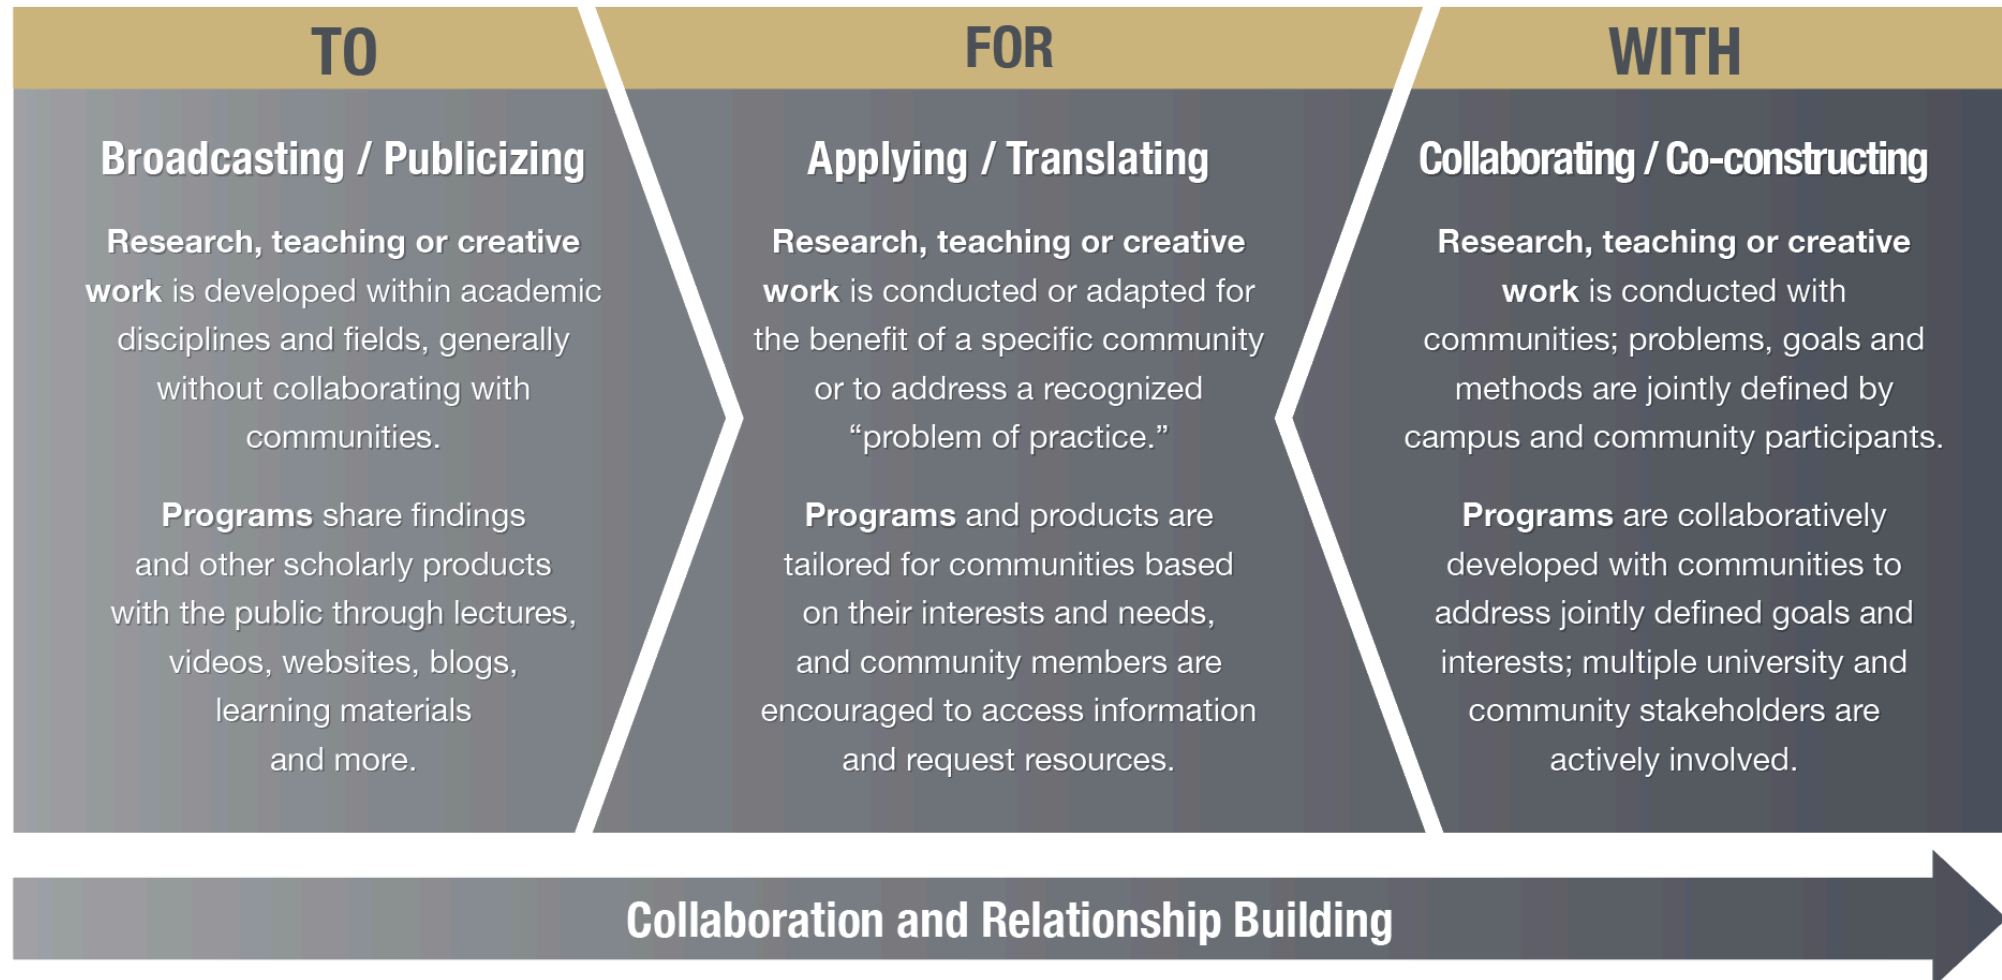 TO
Broadcasting / Publicizing
Research, teaching or creative
work is developed within academic
disciplines and fields, generally
without collaborating with
communities.
Programs share findings
and other scholarly products
with the public through lectures,
videos, websites, blogs,
learning materials
and more.
FOR
Applying / Translating
Research, teaching or creative
work is conducted or adapted for
the benefit of a specific community
or to address a recognized
“problem of practice.”
Programs and products are
tailored for communities based
on their interests and needs,
and community members are
encouraged to access information
and request resources.
WITH
Collaborating / Co-constructing
Research, teaching or creative
work is conducted with
communities; problems, goals and
methods are jointly defined by
campus and community participants.
Programs are collaboratively
developed with communities to
address jointly defined goals and
interests; multiple university and
community stakeholders are
actively involved.
Collaboration and Relationship Building